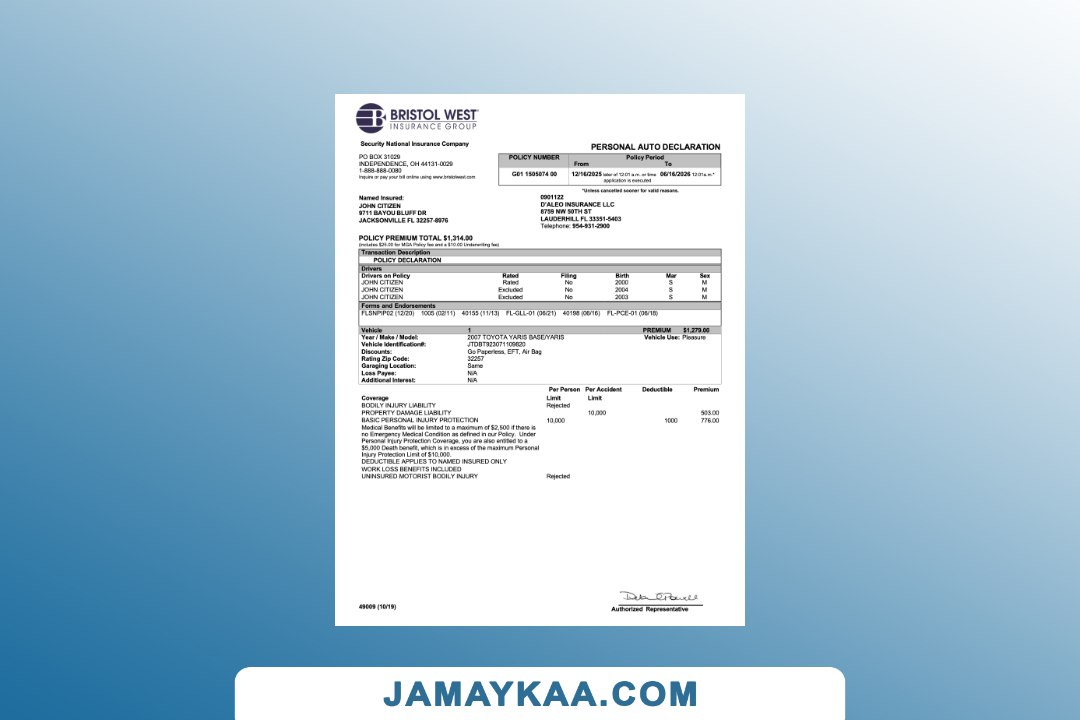 BRISTOL WEST
INSURANCE GROUP
Security National Insurance Company
PO BOX 31029
INDEPENDENCE, OH 44131-0029
1-888-888-0080
Inquire or pay your bill online using www.bristolwest.com
PERSONAL AUTO DECLARATION
POLICY NUMBER Policy Period
From To
G01 1505074 00 12/16/2025 later of 12:01 a.m. or time application is executed 06/16/2026 12:01a.m.*
*Unless cancelled sooner for valid reasons.
Named Insured:
JOHN CITIZEN
9711 BAYOU BLUFF DR
JACKSONVILLE FL 32257-8976
0901122
D'ALEO INSURANCE LLC
8759 NW 50TH ST
LAUDERHILL FL 33351-5403
Telephone: 954-931-2900
POLICY PREMIUM TOTAL $1,314.00
(includes $25.00 for MGA Policy fee and a $10.00 Underwriting fee)
Transaction Description
POLICY DECLARATION
Drivers
Drivers on Policy Rated Filing Birth Mar Sex
JOHN CITIZEN Rated No 2000 S M
JOHN CITIZEN Excluded No 2004 S M
JOHN CITIZEN Excluded No 2003 S M
Forms and Endorsements
FLSNPIP02 (12/20) 1005 (02/11) 40155 (11/13) FL-GLL-01 (06/21) 40198 (06/16) FL-PCE-01 (06/18)
Vehicle 1 PREMIUM $1,279.00
Year / Make / Model: 2007 TOYOTA YARIS BASE/YARIS Vehicle Use: Pleasure
Vehicle Identification#: JTDBT923071109820
Discounts: Go Paperless, EFT, Air Bag
Rating Zip Code: 32257
Garaging Location: Same
Loss Payee: N/A
Additional Interest: N/A
Per Person Per Accident Deductible Premium
Coverage Limit Limit
BODILY INJURY LIABILITY Rejected
PROPERTY DAMAGE LIABILITY 10,000 503.00
BASIC PERSONAL INJURY PROTECTION 10,000 1000 776.00
Medical Benefits will be limited to a maximum of $2,500 if there is
no Emergency Medical Condition as defined in our Policy. Under
Personal Injury Protection Coverage, you are also entitled to a
$5,000 Death benefit, which is in excess of the maximum Personal
Injury Protection Limit of $10,000.
DEDUCTIBLE APPLIES TO NAMED INSURED ONLY
WORK LOSS BENEFITS INCLUDED
UNINSURED MOTORIST BODILY INJURY Rejected
49009 (10/19)
Authorized Representative
JAMAYKAA.COM